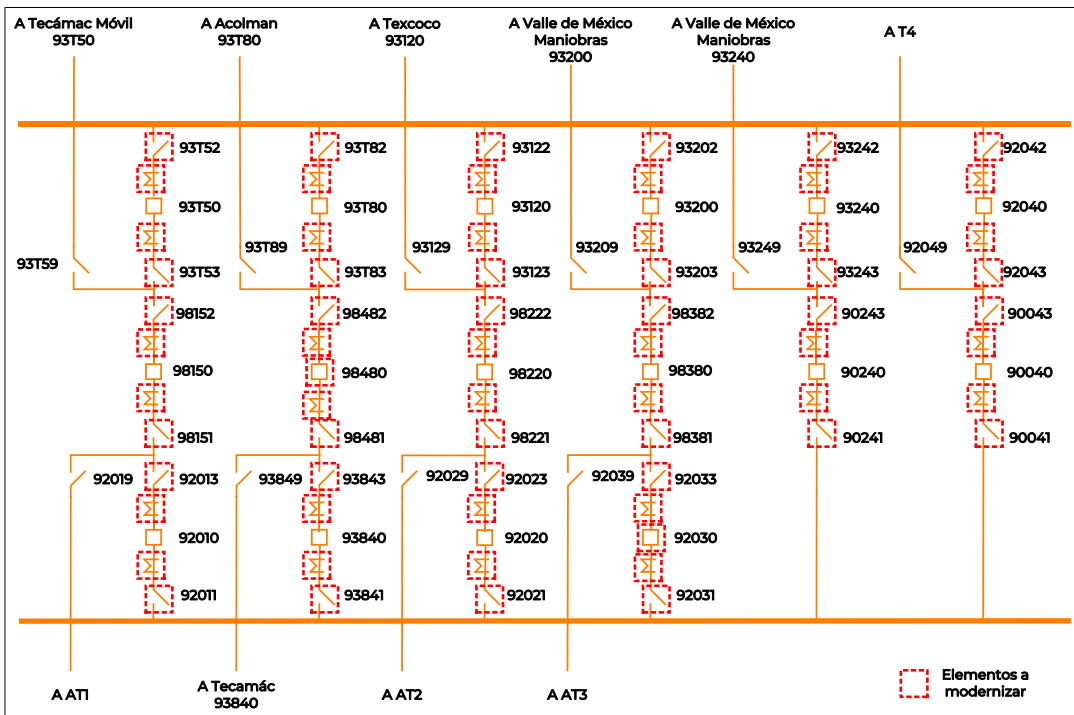 A Tecámac Móvil
93T50
A Acolman
93T80
A Texcoco
93120
A Valle de México
Maniobras
93200
A Valle de México
Maniobras
93240
A T4
93T52
93T82
93122
93202
93242
92042
93T50
93T80
93120
93200
93240
92040
93T59
93T89
93129
93209
93249
92049
93T53
93T83
93123
93203
93243
92043
98152
98482
98222
98382
90243
90043
98150
98480
98220
98380
90240
90040
98151
98481
98221
98381
90241
90041
92019
92013
93849
93843
92029
92023
92039
92033
92010
93840
92020
92030
92011
93841
92021
92031
A AT1
A Tecamác
93840
A AT2
A AT3
Elementos a
modernizar